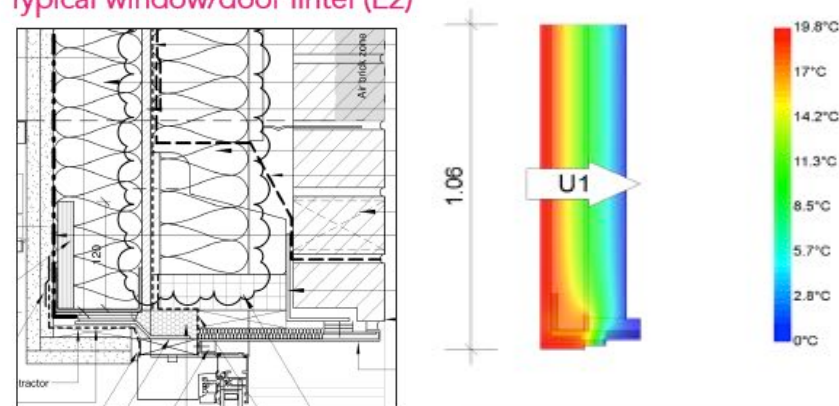 Typical window/door lintel (E2)
Air brick zone
120
tractor
1.06
U1
19.8°C
17°C
14.2°C
11.3°C
8.5°C
5.7°C
2.8°C
0°C